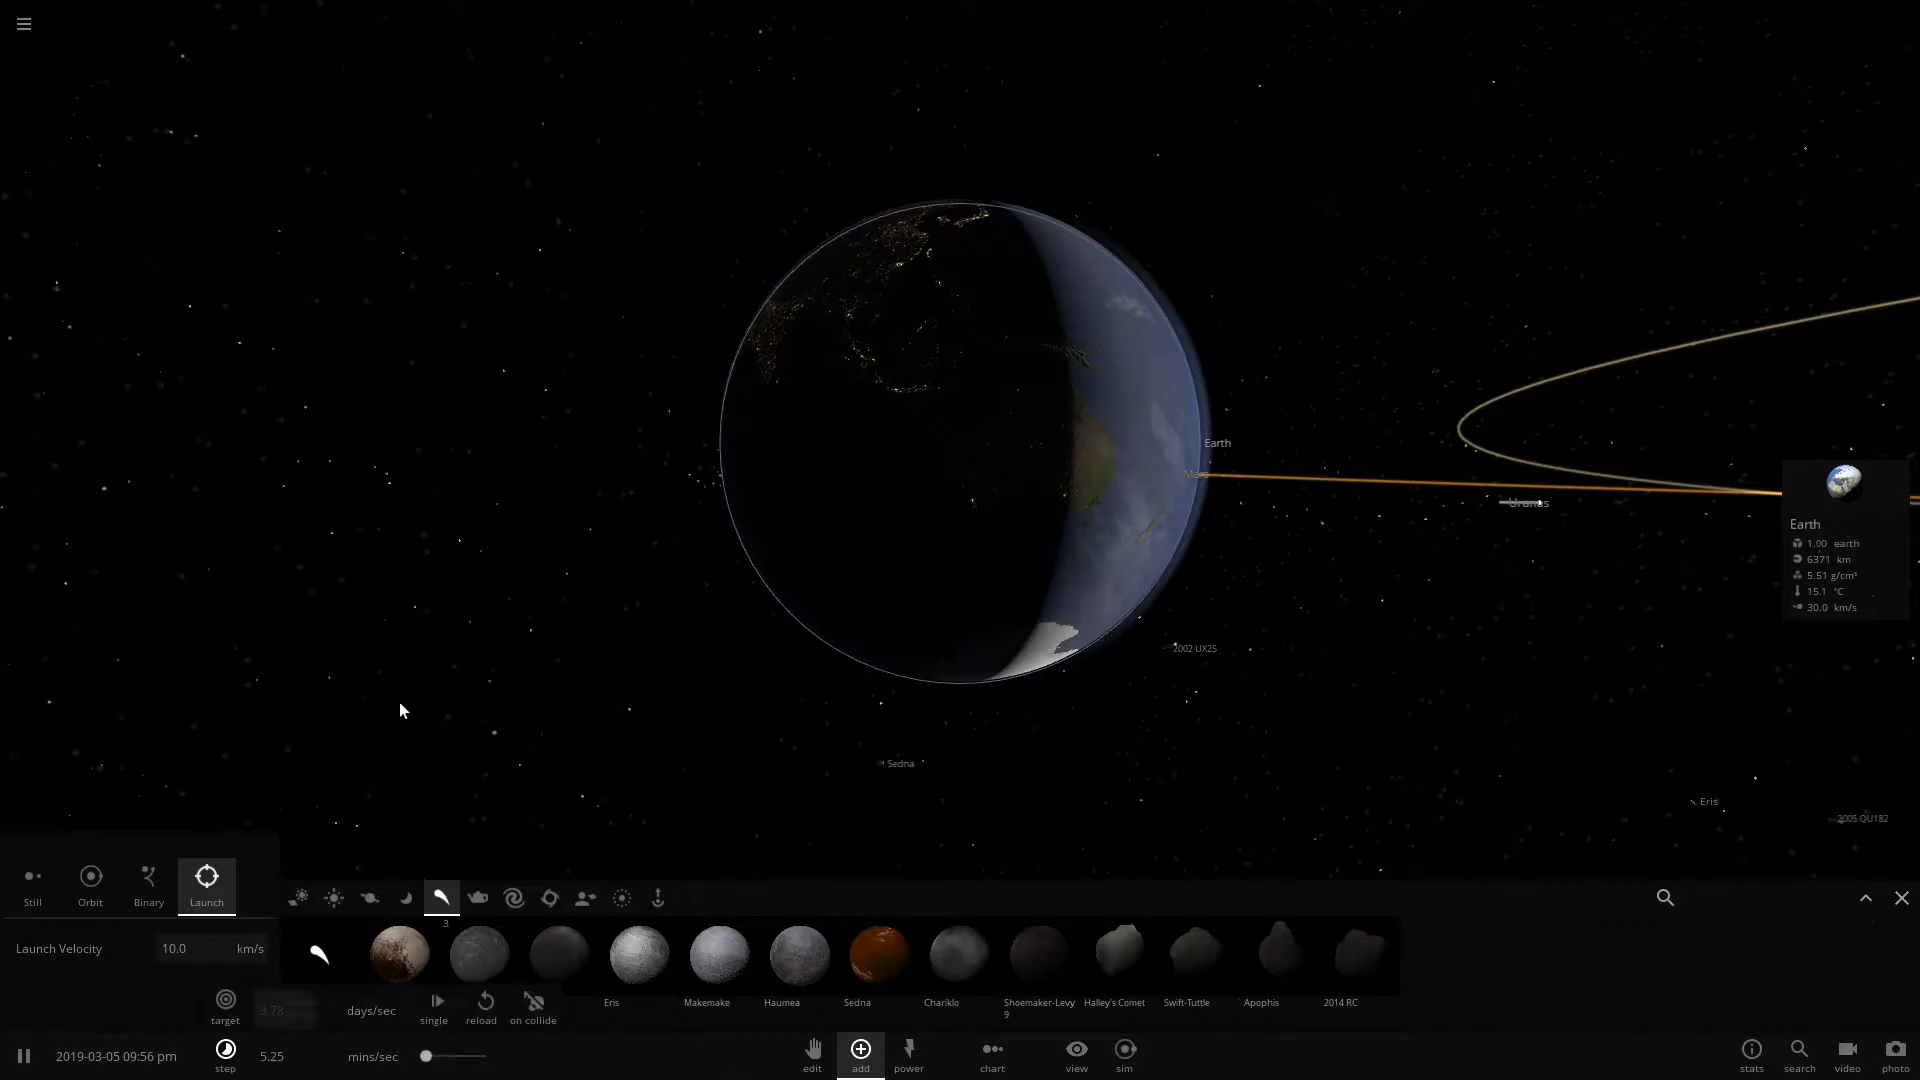 Earth
Mars
Uranus
Earth
1.00 earth
6371 km
5.51 g/cm³
15.1 °C
30.0 km/s
2002 UX25
Sedna
Eris
2005 QU182
Still
Orbit
Binary
Launch
3
Launch Velocity
10.0
km/s
Eris
Makemake
Haumea
Sedna
Chariklo
Shoemaker-Levy
9
Halley's Comet
Swift-Tuttle
Apophis
2014 RC
target
3.78
days/sec
single
reload
on collide
2019-03-05 09:56 pm
step
5.25
mins/sec
edit
add
power
chart
view
sim
stats
search
video
photo